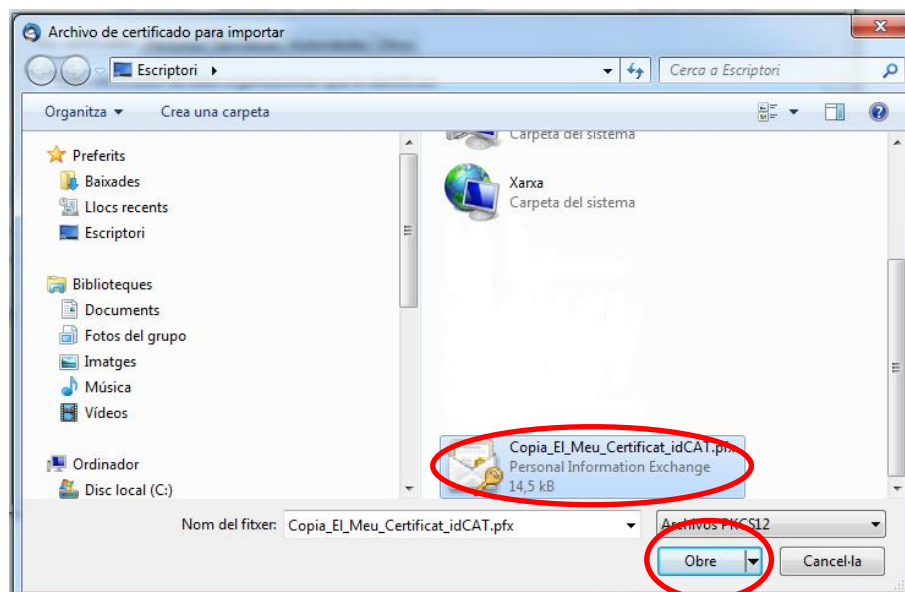 Archivo de certificado para importar
Escriptori
Cerca a Escriptori
Organitza
Crea una carpeta
Preferits
Baixades
Llocs recents
Escriptori
Biblioteques
Documents
Fotos del grupo
Imatges
Música
Vídeos
Ordinador
Disc local (C:)
Carpeta del sistema
Xarxa
Carpeta del sistema
Copia_El_Meu_Certificat_idCAT.pfx
Personal Information Exchange
14,5 kB
Nom del fitxer: Copia_El_Meu_Certificat_idCAT.pfx
Archivos PKCS12
Obre
Cancel·la